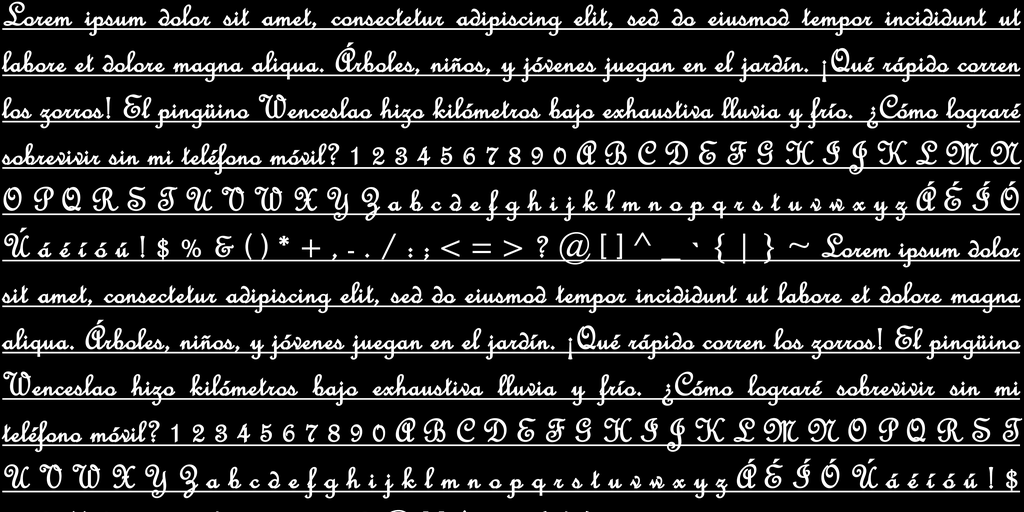 Lorem ipsum dolor sit amet, consectetur adipiscing elit, sed do eiusmod tempor incididunt ut
labore et dolore magna aliqua. Árboles, niños, y jóvenes juegan en el jardín. ¡Qué rápido corren
los zorros! El pingüino Wenceslao hizo kilómetros bajo exhaustiva lluvia y frío. ¿Cómo lograré
sobrevivir sin mi teléfono móvil? 1 2 3 4 5 6 7 8 9 0 A B C D E F G H I J K L M N
O P Q R S T U V W X Y Z a b c d e f g h i j k l m n o p q r s t u v w x y z Á É Í Ó
Ú á é í ó ú ! $ % & ( ) * + , - . / : ; < = > ? @ [ ] ^ _ ` { | } ~ Lorem ipsum dolor
sit amet, consectetur adipiscing elit, sed do eiusmod tempor incididunt ut labore et dolore magna
aliqua. Árboles, niños, y jóvenes juegan en el jardín. ¡Qué rápido corren los zorros! El pingüino
Wenceslao hizo kilómetros bajo exhaustiva lluvia y frío. ¿Cómo lograré sobrevivir sin mi
teléfono móvil? 1 2 3 4 5 6 7 8 9 0 A B C D E F G H I J K L M N O P Q R S T
U V W X Y Z a b c d e f g h i j k l m n o p q r s t u v w x y z Á É Í Ó Ú á é í ó ú ! $